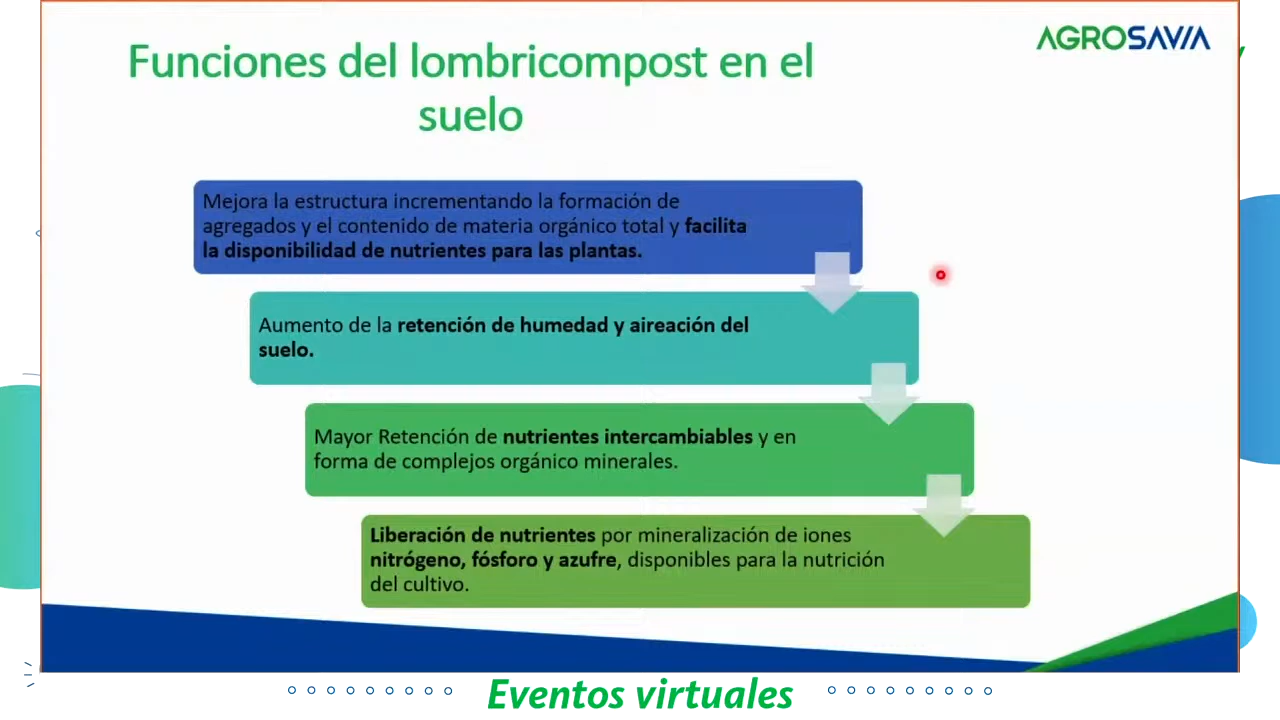 AGROSAVIA
Funciones del lombricompost en el
suelo
Mejora la estructura incrementando la formación de
agregados y el contenido de materia orgánico total y facilita
la disponibilidad de nutrientes para las plantas.
Aumento de la retención de humedad y aireación del
suelo.
Mayor Retención de nutrientes intercambiables y en
forma de complejos orgánico minerales.
Liberación de nutrientes por mineralización de iones
nitrógeno, fósforo y azufre, disponibles para la nutrición
del cultivo.
Eventos virtuales